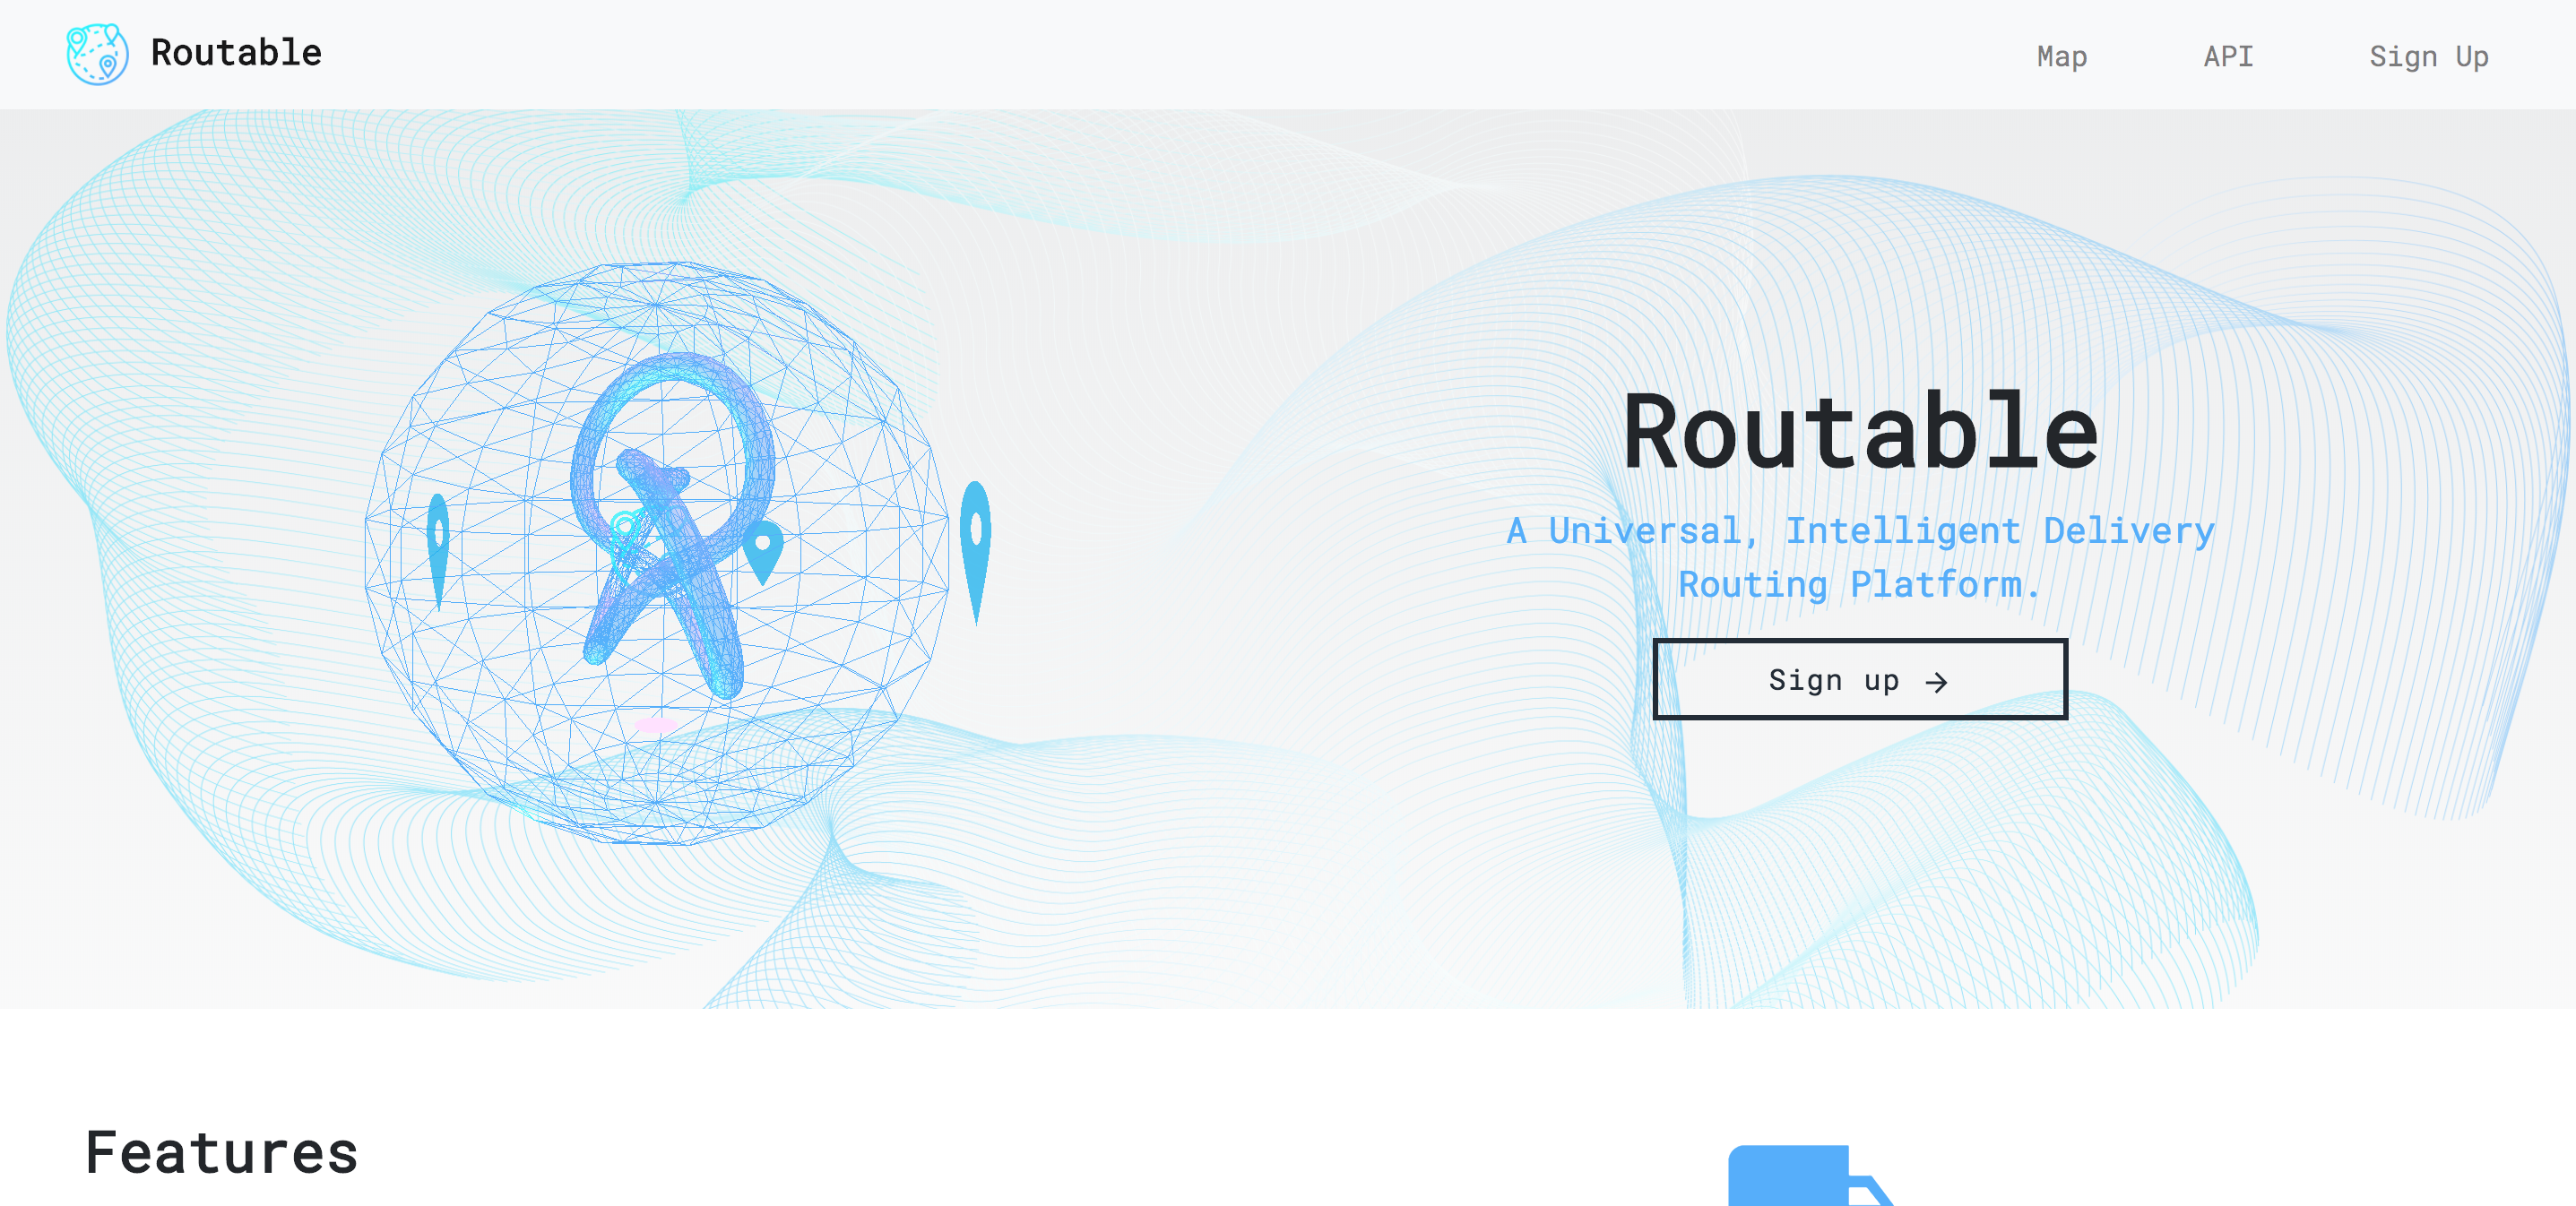 Routable
Map
API
Sign Up
Routable
A Universal, Intelligent Delivery
Routing Platform.
Sign up →
Features